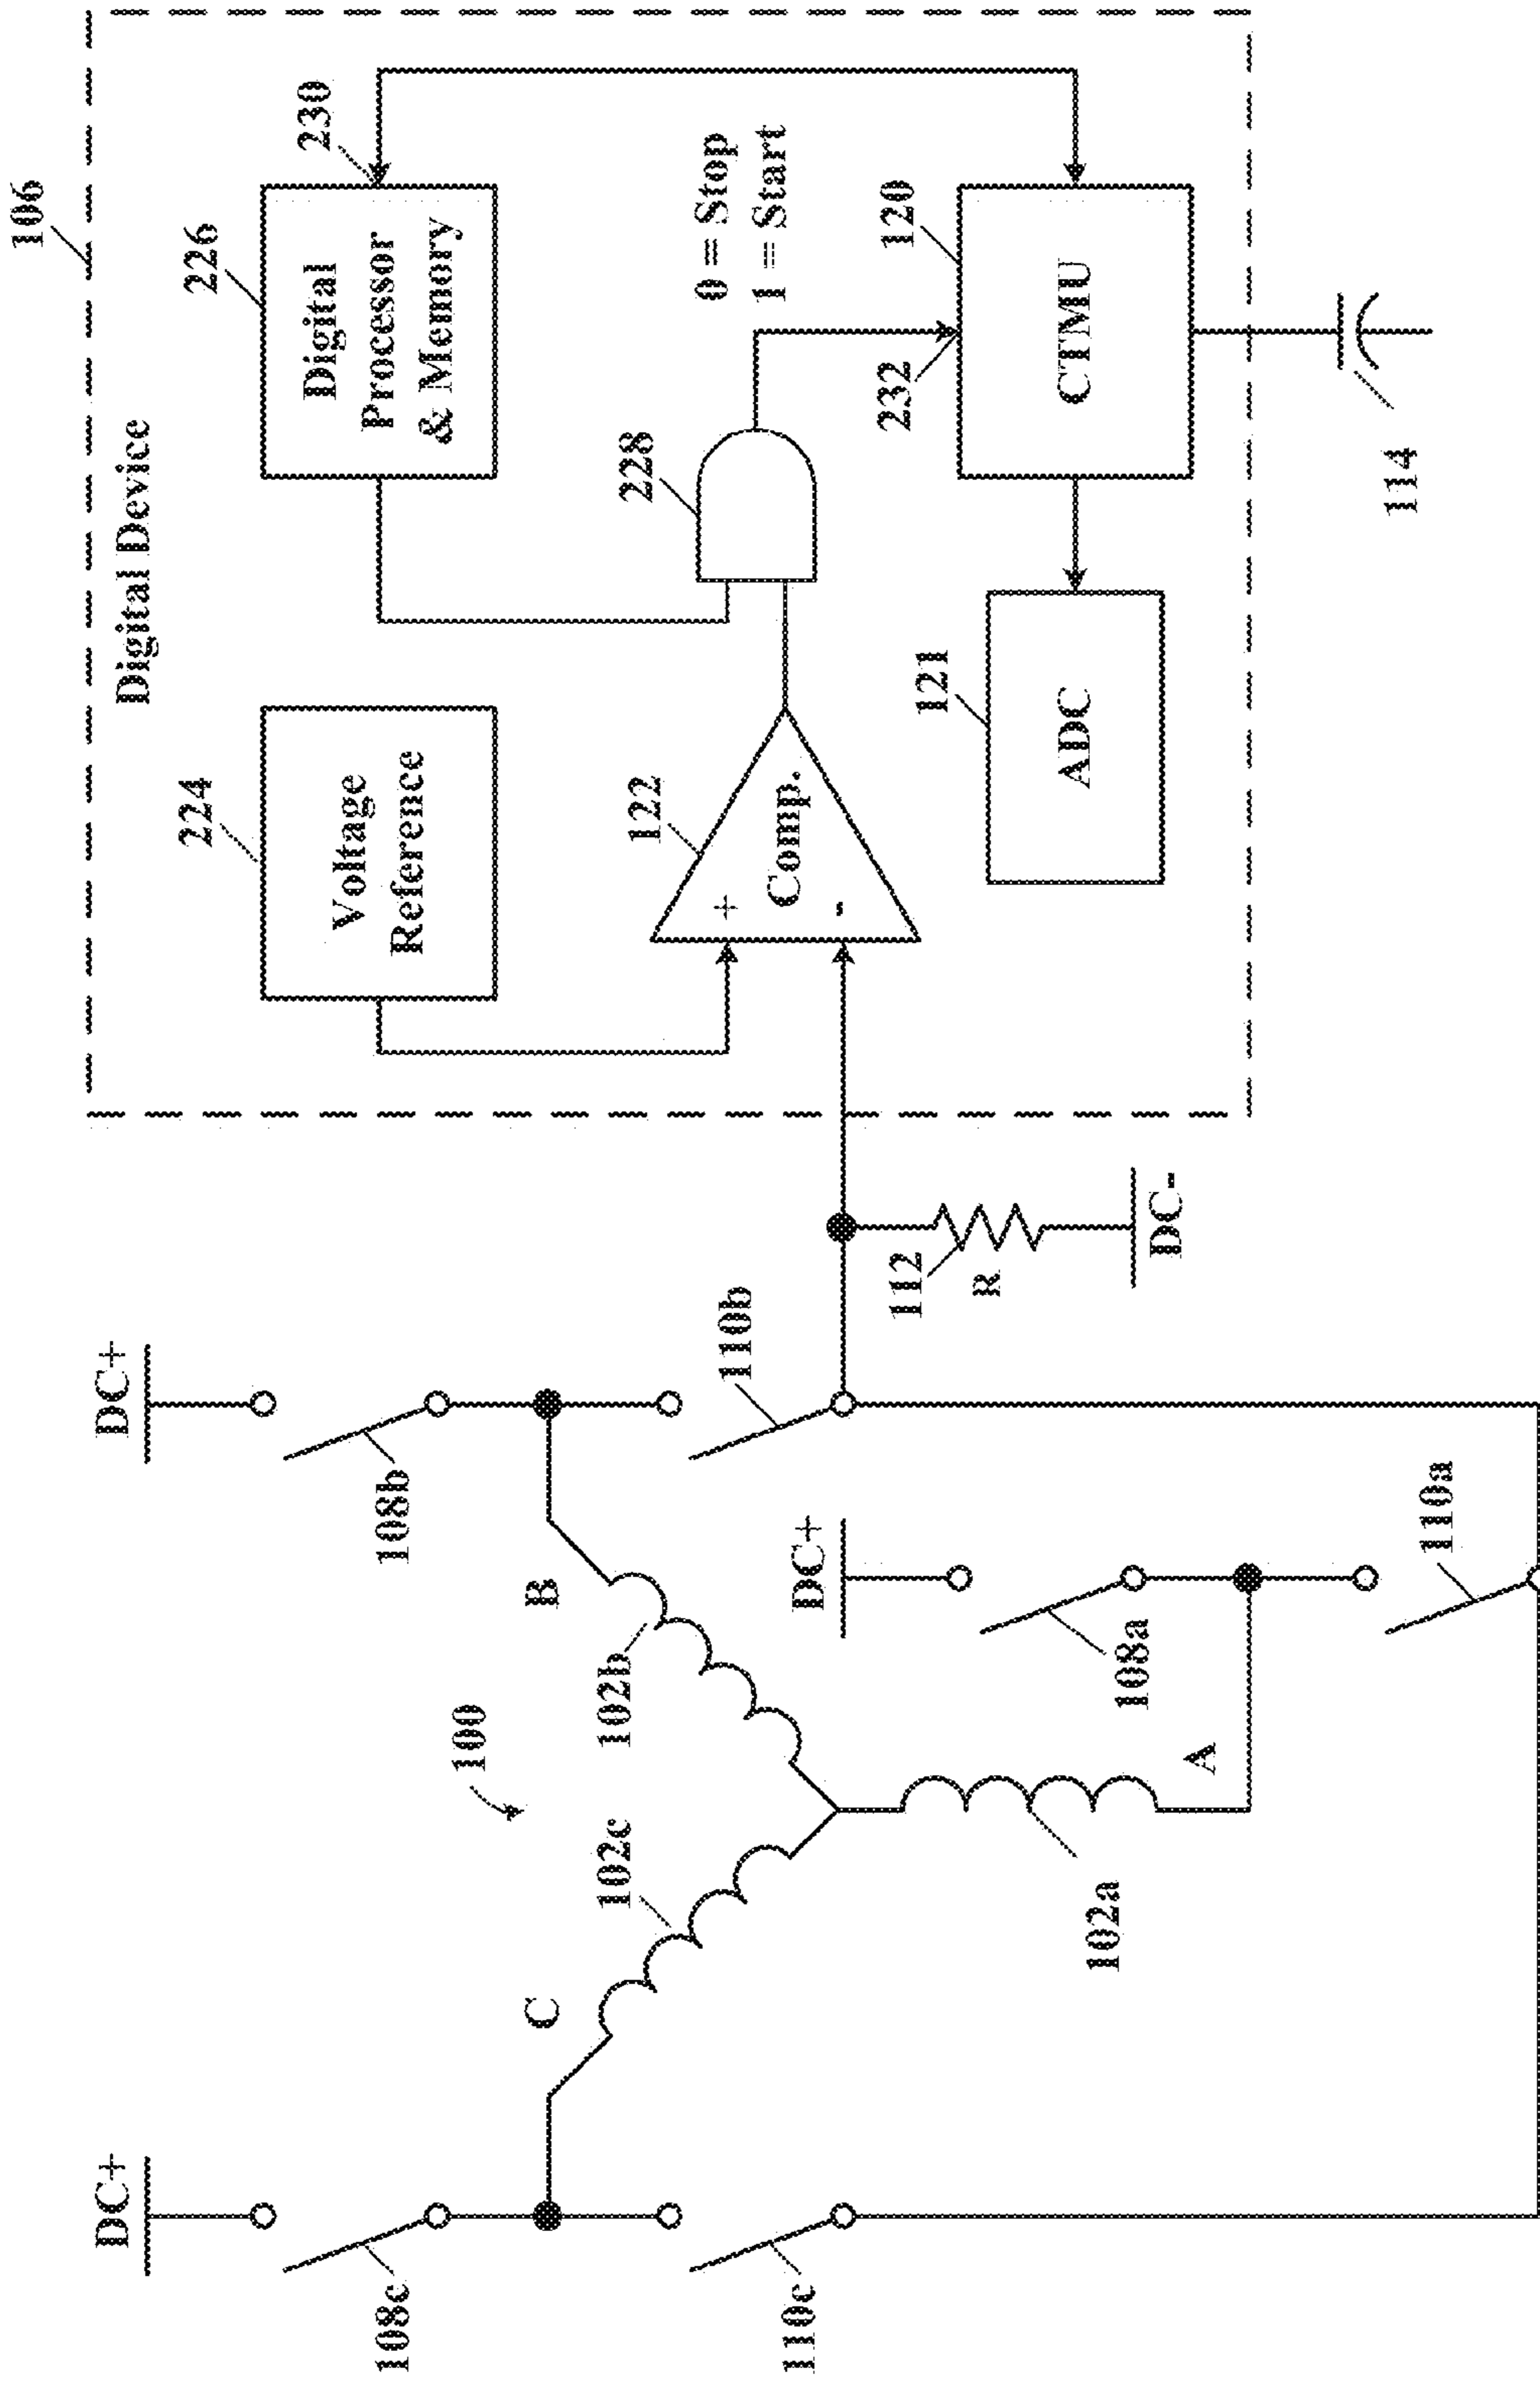 106
Digital Device
224
Voltage
Reference
226
Digital
Processor
& Memory
230
122
+
-
Comp.
228
0 = Stop
1 = Start
232
120
CTMU
121
ADC
114
DC+
108c
110c
C
102c
100
B
102b
DC+
108b
110b
112
R
DC-
DC+
108a
110a
A
102a